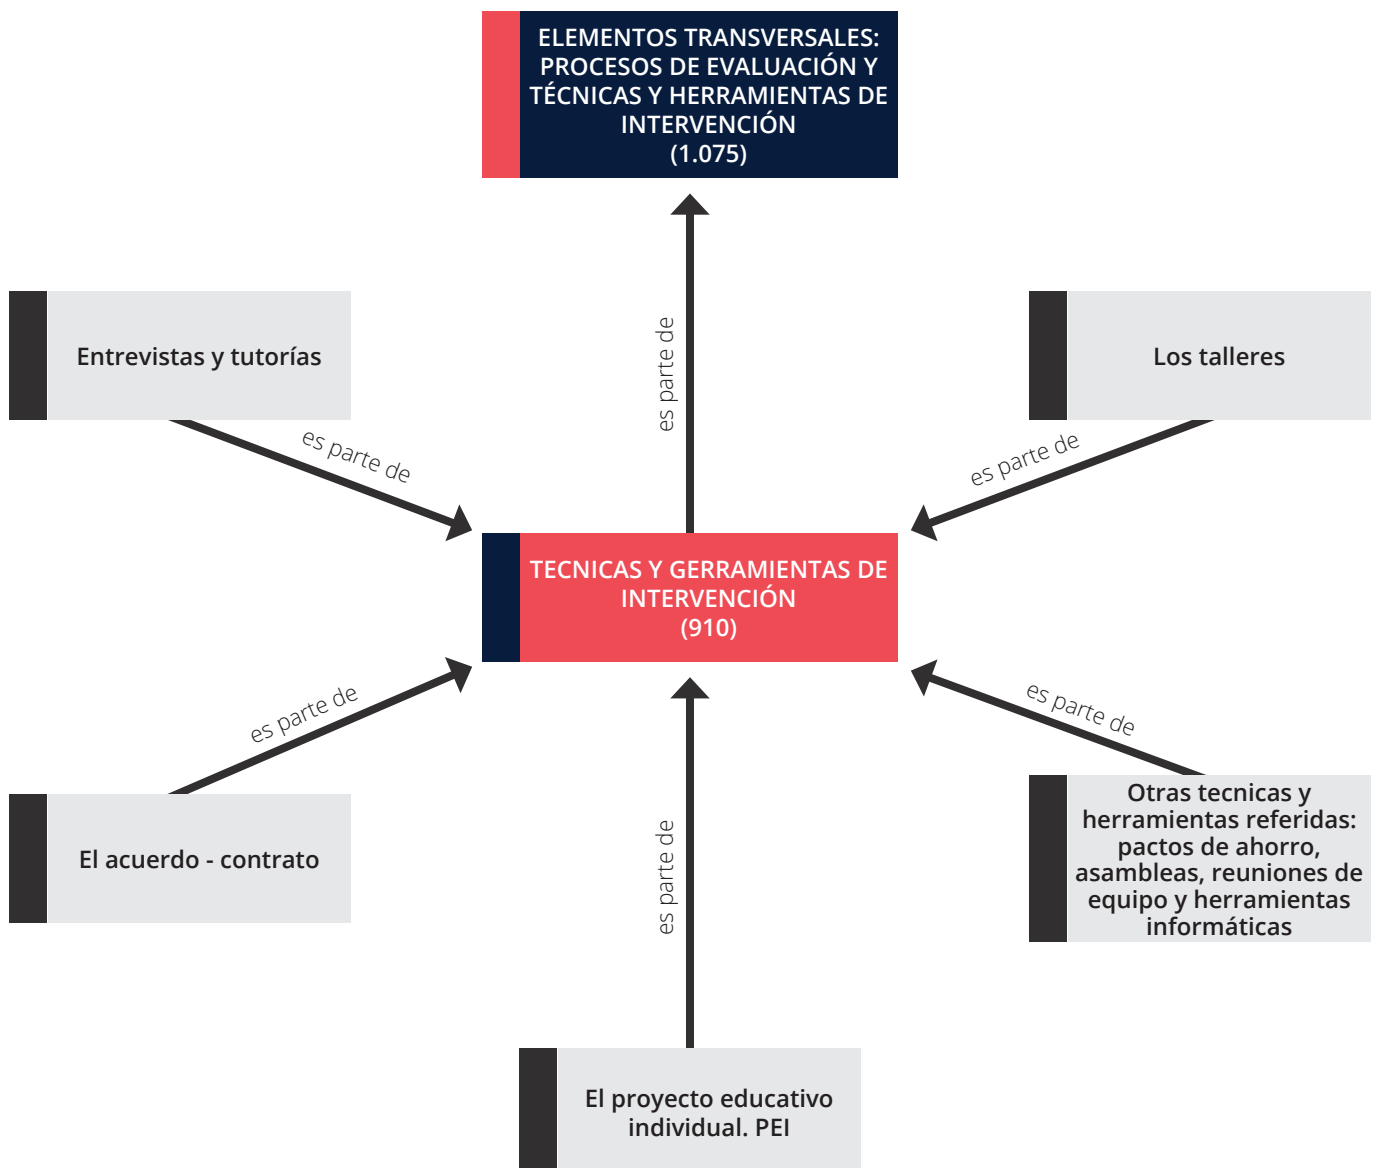 ELEMENTOS TRANSVERSALES:
PROCESOS DE EVALUACIÓN Y
TÉCNICAS Y HERRAMIENTAS DE
INTERVENCIÓN
(1.075)
Entrevistas y tutorías
es parte de
Los talleres
es parte de
es parte de
TECNICAS Y GERRAMIENTAS DE
INTERVENCIÓN
(910)
es parte de
es parte de
El acuerdo - contrato
es parte de
Otras tecnicas y
herramientas referidas:
pactos de ahorro,
asambleas, reuniones de
equipo y herramientas
informáticas
El proyecto educativo
individual. PEI